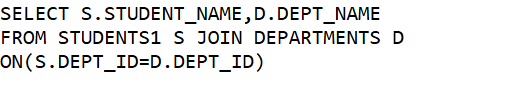 SELECT S.STUDENT_NAME,D.DEPT_NAME
FROM STUDENTS1 S JOIN DEPARTMENTS D
ON(S.DEPT_ID=D.DEPT_ID)